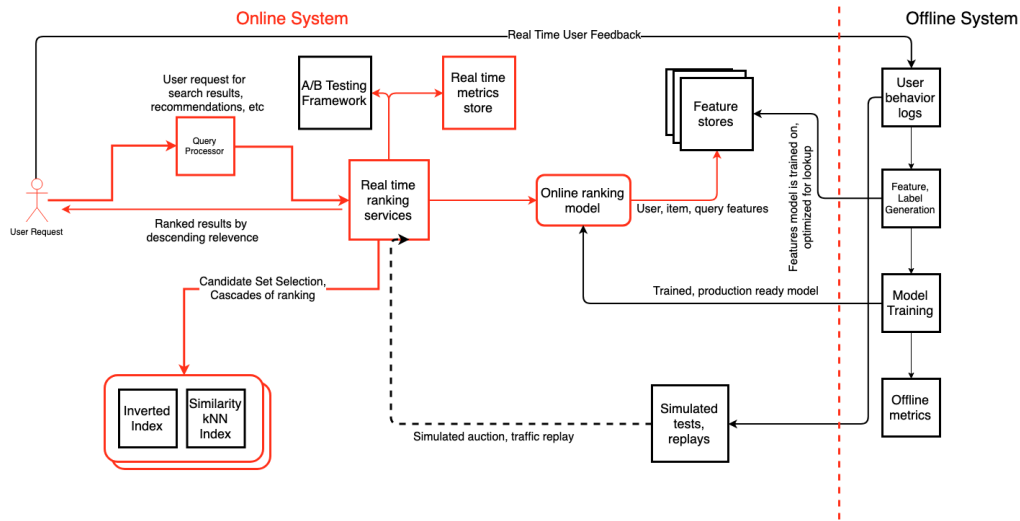 Online System
Offline System
Real Time User Feedback
User request for
search results,
recommendations, etc
A/B Testing
Framework
Real time
metrics
store
Feature
stores
User
behavior
logs
Query
Processor
Features model is trained on,
optimized for lookup
Real time
ranking
services
Online ranking
model
User, item, query features
Feature,
Label
Generation
User Request
Ranked results by
descending relevence
Candidate Set Selection,
Cascades of ranking
Trained, production ready model
Model
Training
Inverted
Index
Similarity
kNN
Index
Simulated auction, traffic replay
Simulated
tests,
replays
Offline
metrics